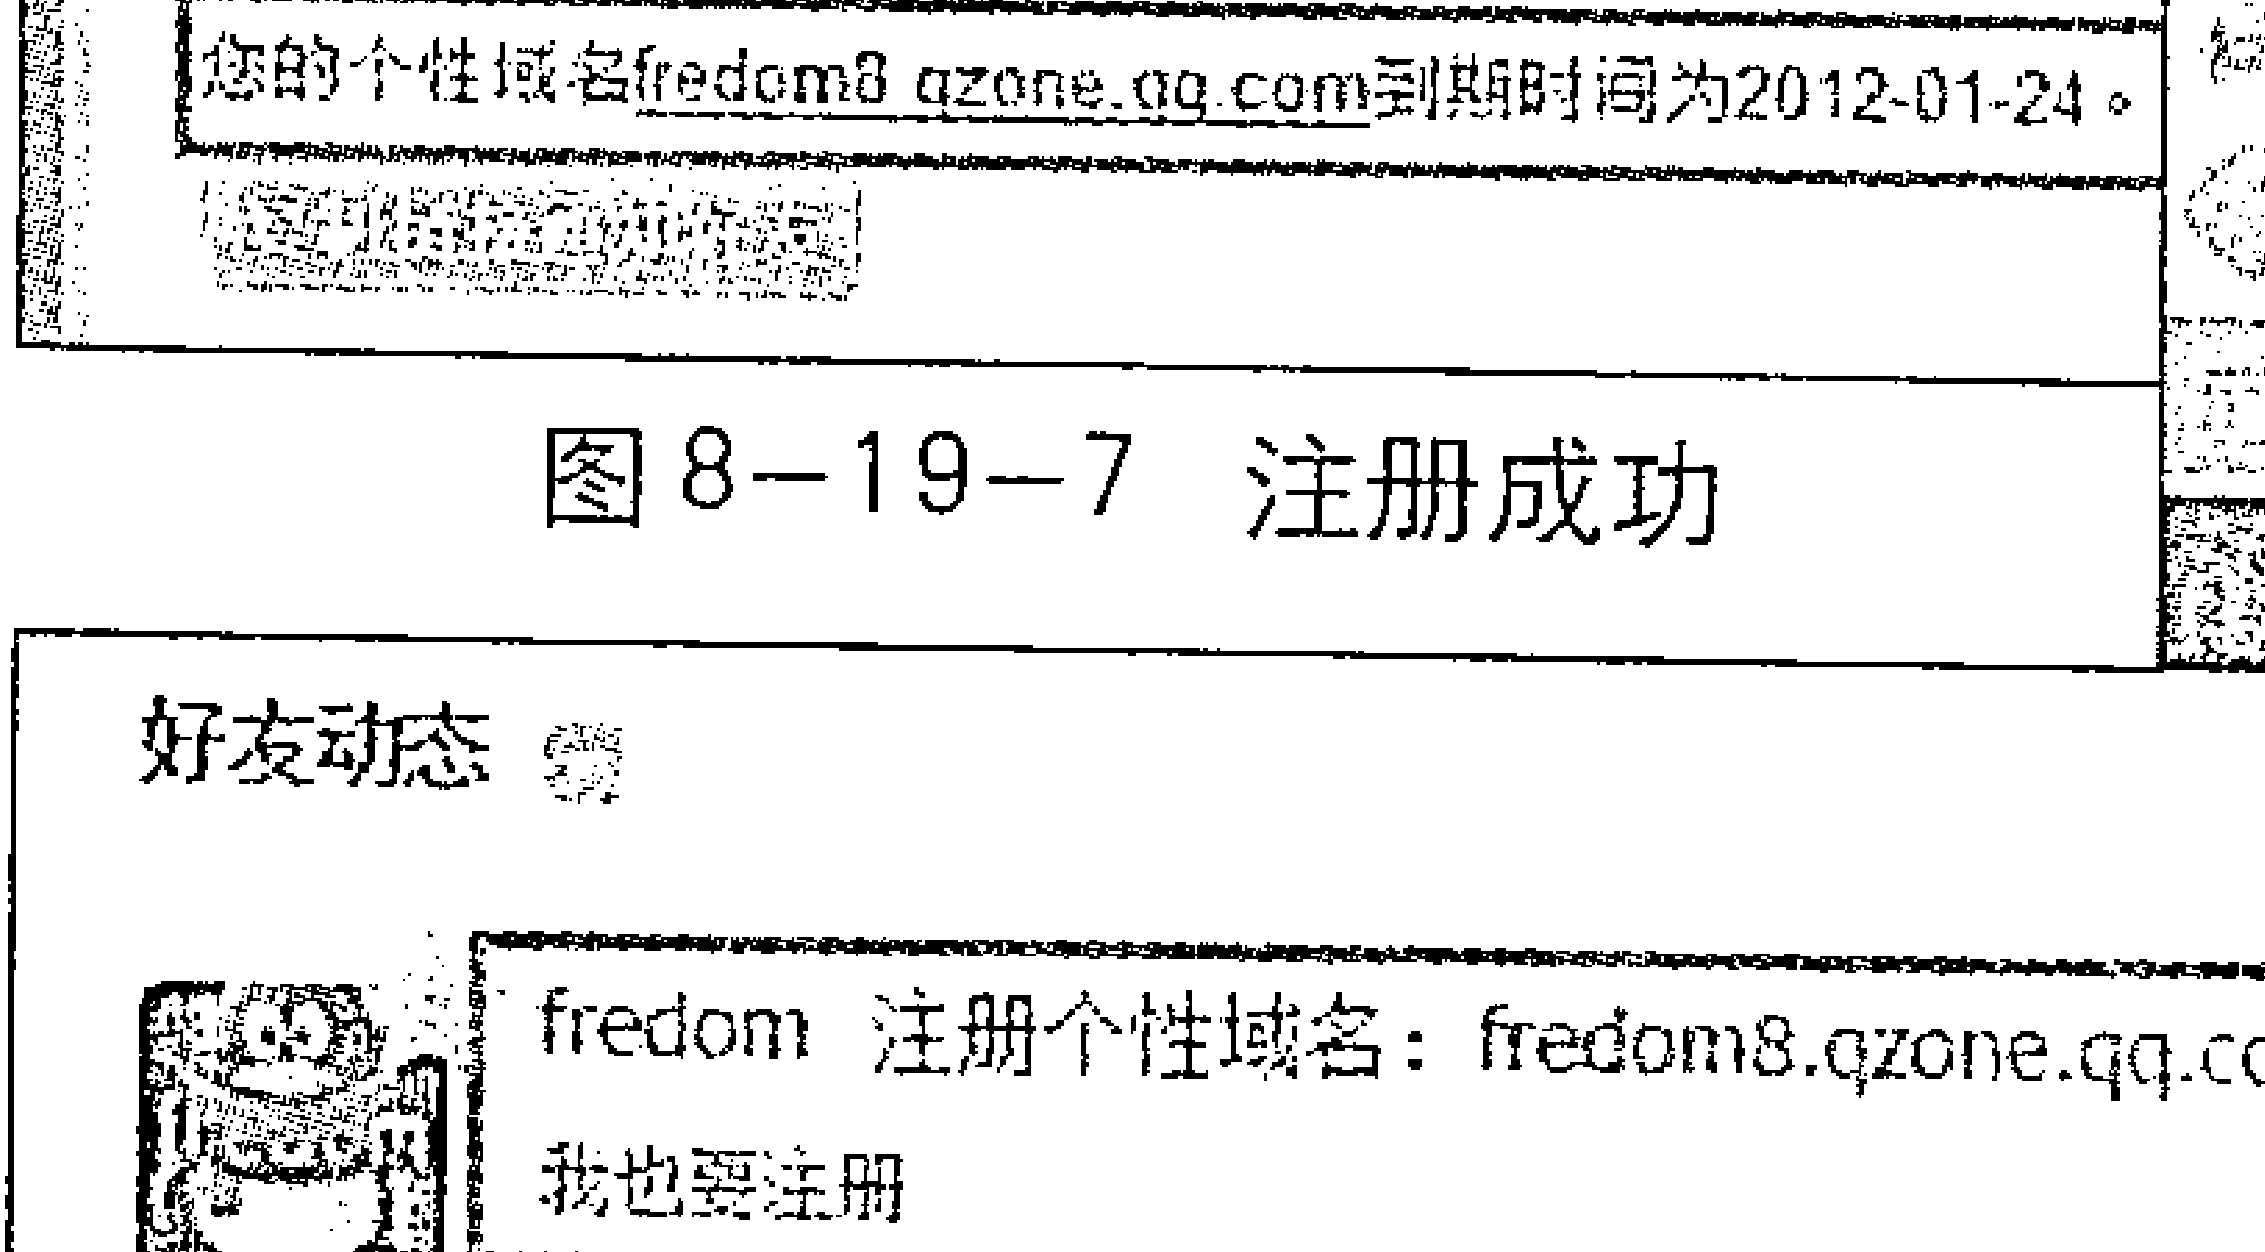 您的个性域名fredom8.qzone.qq.com到期时间为2012-01-24。
图 8-19-7 注册成功
好友动态
fredom 注册个性域名：fredom8.qzone.qq.co
我也要注册